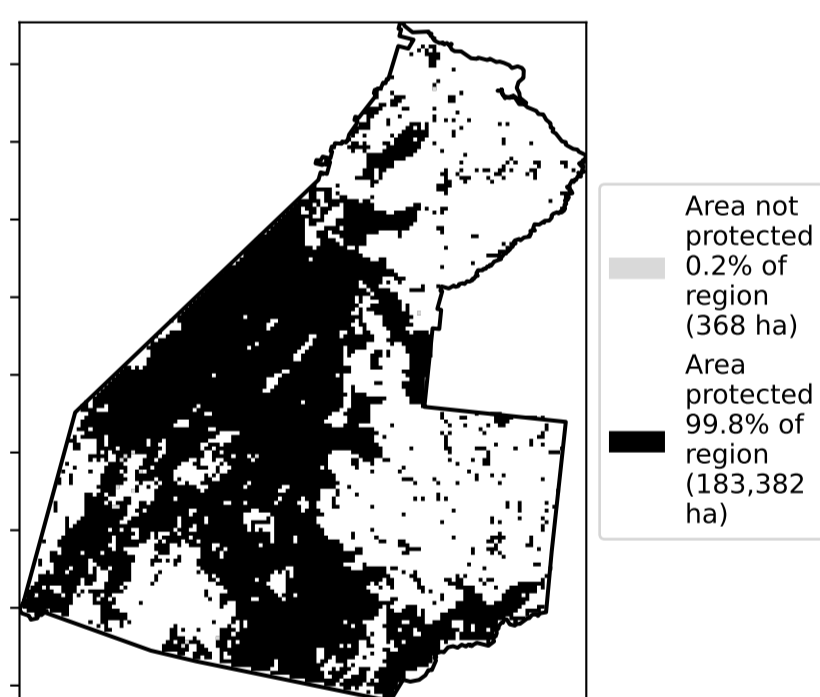 Area not
protected
0.2% of
region
(368 ha)
Area
protected
99.8% of
region
(183,382
ha)